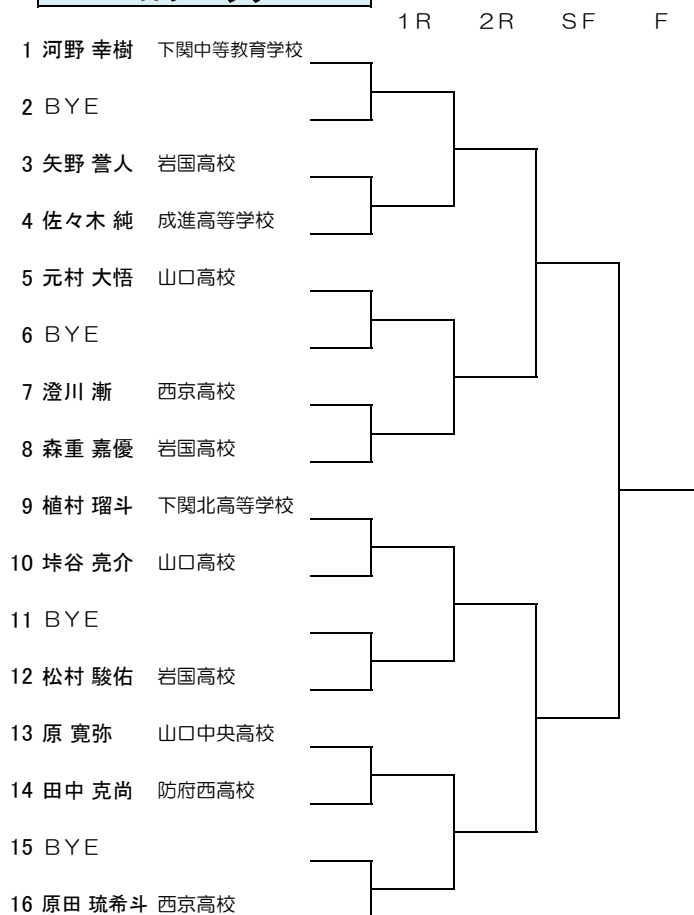 １Ｒ ２Ｒ ＳＦ Ｆ
1 河野 幸樹 下関中等教育学校
2 ＢＹＥ
3 矢野 誉人 岩国高校
4 佐々木 純 成進高等学校
5 元村 大悟 山口高校
6 ＢＹＥ
7 澄川 漸 西京高校
8 森重 嘉優 岩国高校
9 植村 瑠斗 下関北高等学校
10 垰谷 亮介 山口高校
11 ＢＹＥ
12 松村 駿佑 岩国高校
13 原 寛弥 山口中央高校
14 田中 克尚 防府西高校
15 ＢＹＥ
16 原田 琉希斗 西京高校